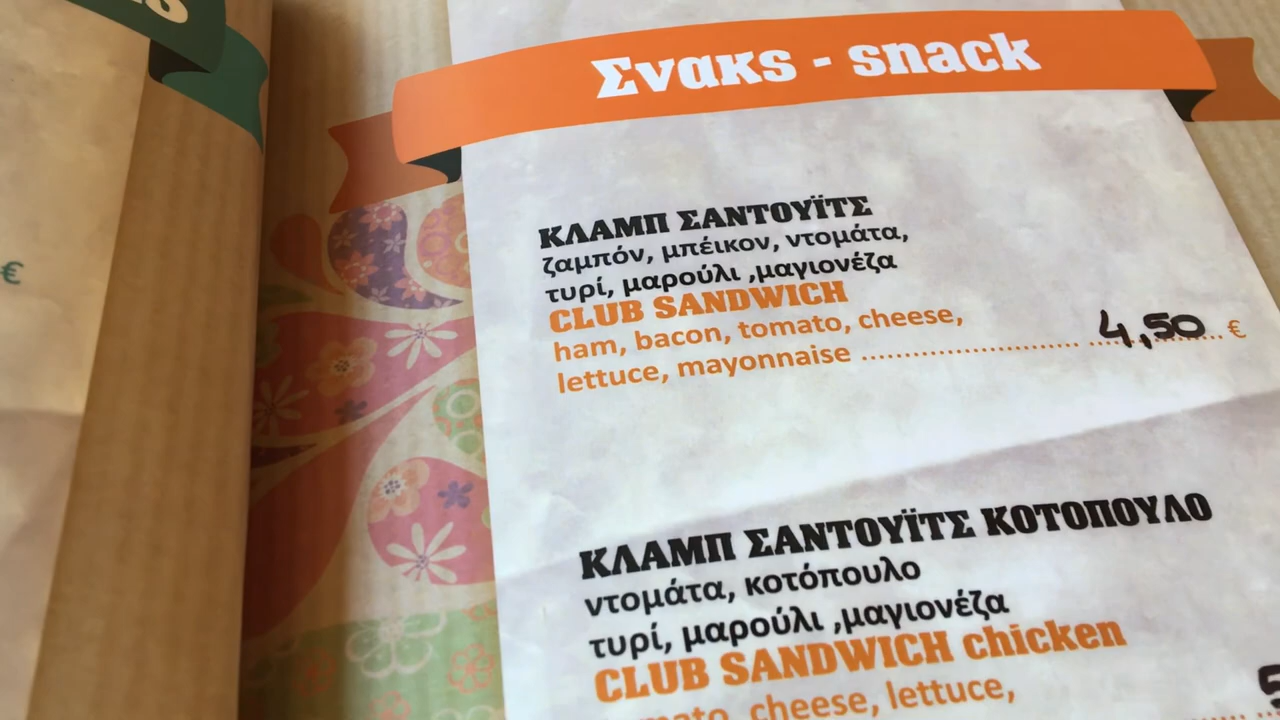 €
Σνακs - snack
ΚΛΑΜΠ ΣΑΝΤΟΥΪΤΣ
ζαμπόν, μπέικον, ντομάτα,
τυρί, μαρούλι ,μαγιονέζα
CLUB SANDWICH
ham, bacon, tomato, cheese,
lettuce, mayonnaise ........................... 4,50 €
ΚΛΑΜΠ ΣΑΝΤΟΥΪΤΣ ΚΟΤΟΠΟΥΛΟ
ντομάτα, κοτόπουλο
τυρί, μαρούλι ,μαγιονέζα
CLUB SANDWICH chicken
cheese, lettuce,